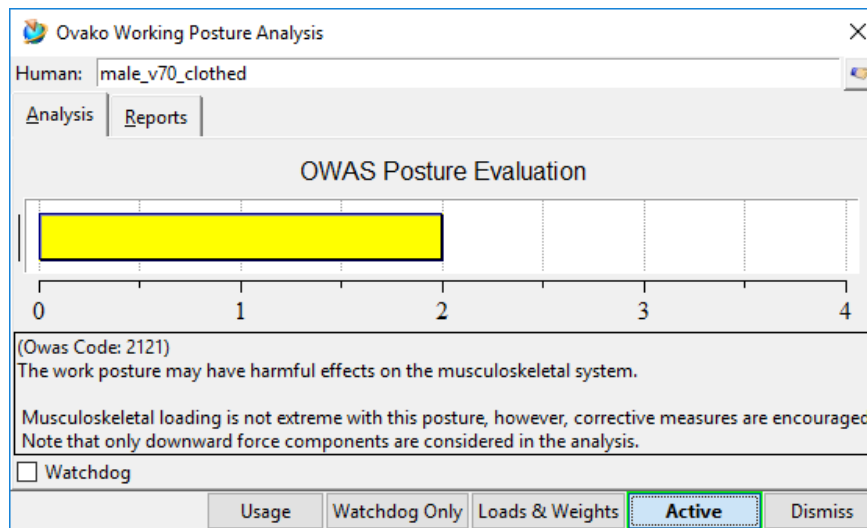 Ovako Working Posture Analysis
Human: male_v70_clothed
Analysis Reports
OWAS Posture Evaluation
0 1 2 3 4
(Owas Code: 2121)
The work posture may have harmful effects on the musculoskeletal system.
Musculoskeletal loading is not extreme with this posture, however, corrective measures are encouraged
Note that only downward force components are considered in the analysis.
Watchdog
Usage Watchdog Only Loads & Weights Active Dismiss